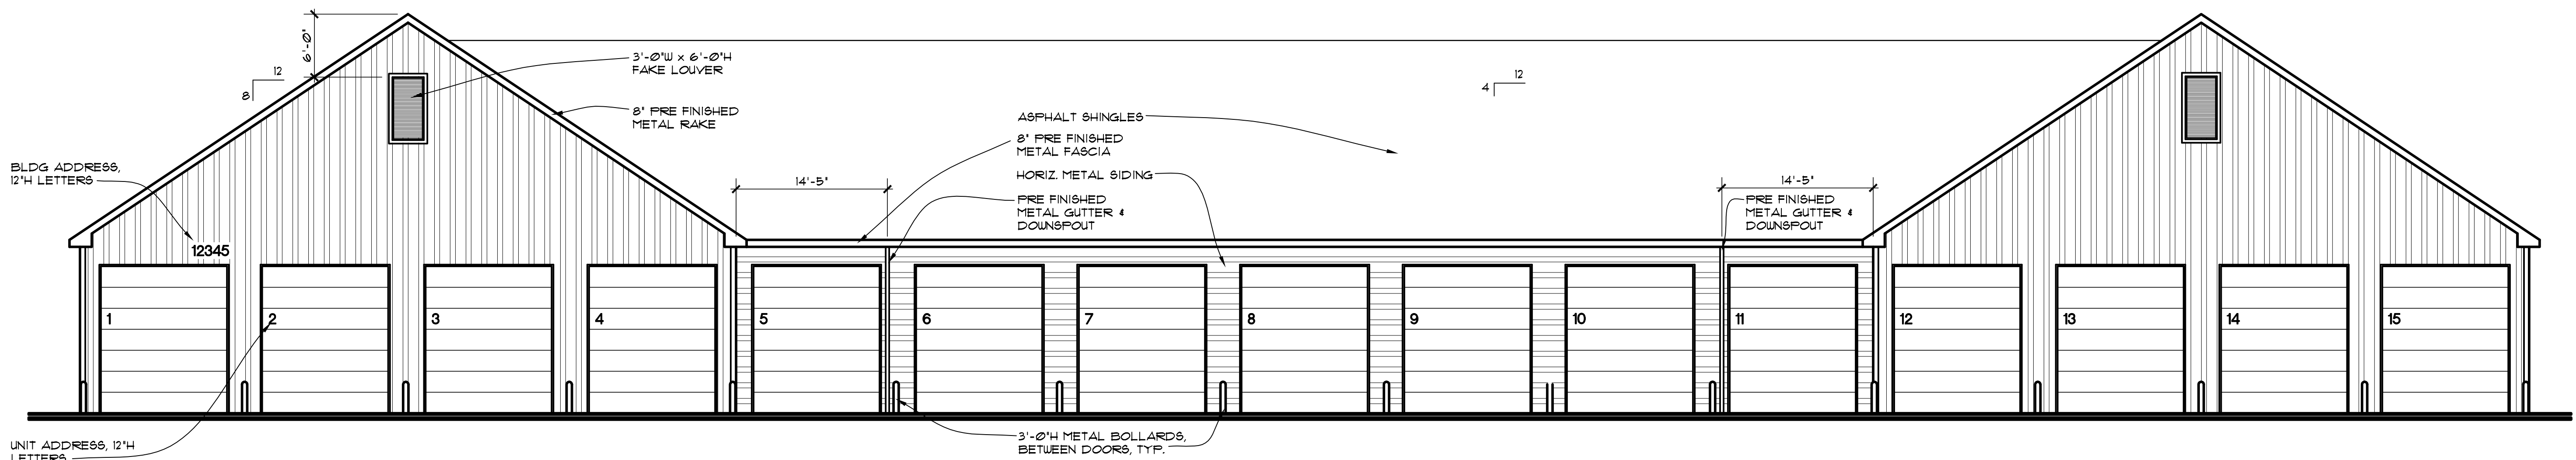 6'-0"
12
8
3'-0"W x 6'-0"H
FAKE LOUVER
8" PRE FINISHED
METAL RAKE
BLDG ADDRESS,
12"H LETTERS
12345
14'-5"
ASPHALT SHINGLES
8" PRE FINISHED
METAL FASCIA
HORIZ. METAL SIDING
PRE FINISHED
METAL GUTTER &
DOWNSPOUT
12
4
14'-5"
PRE FINISHED
METAL GUTTER &
DOWNSPOUT
1
2
3
4
5
6
7
8
9
10
11
12
13
14
15
UNIT ADDRESS, 12"H
LETTERS
3'-0"H METAL BOLLARDS,
BETWEEN DOORS, TYP.